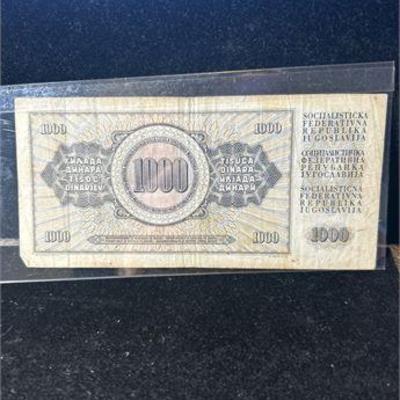 1000
1000
ХИЛЈАДА
ДИНАРА
TISOČ
DINARJEV
1000
TISUĆA
DINARA
ИЛЈАДА
ДИНАРИ
1000
1000
SOCIJALISTIČKA
FEDERATIVNA
REPUBLIKA
JUGOSLAVIJA
СОЦИЈАЛИСТИЧКА
ФЕДЕРАТИВНА
РЕПУБЛИКА
ЈУГОСЛАВИЈА
SOCIALISTIČNA
FEDERATIVNA
REPUBLIKA
JUGOSLAVIJA
1000